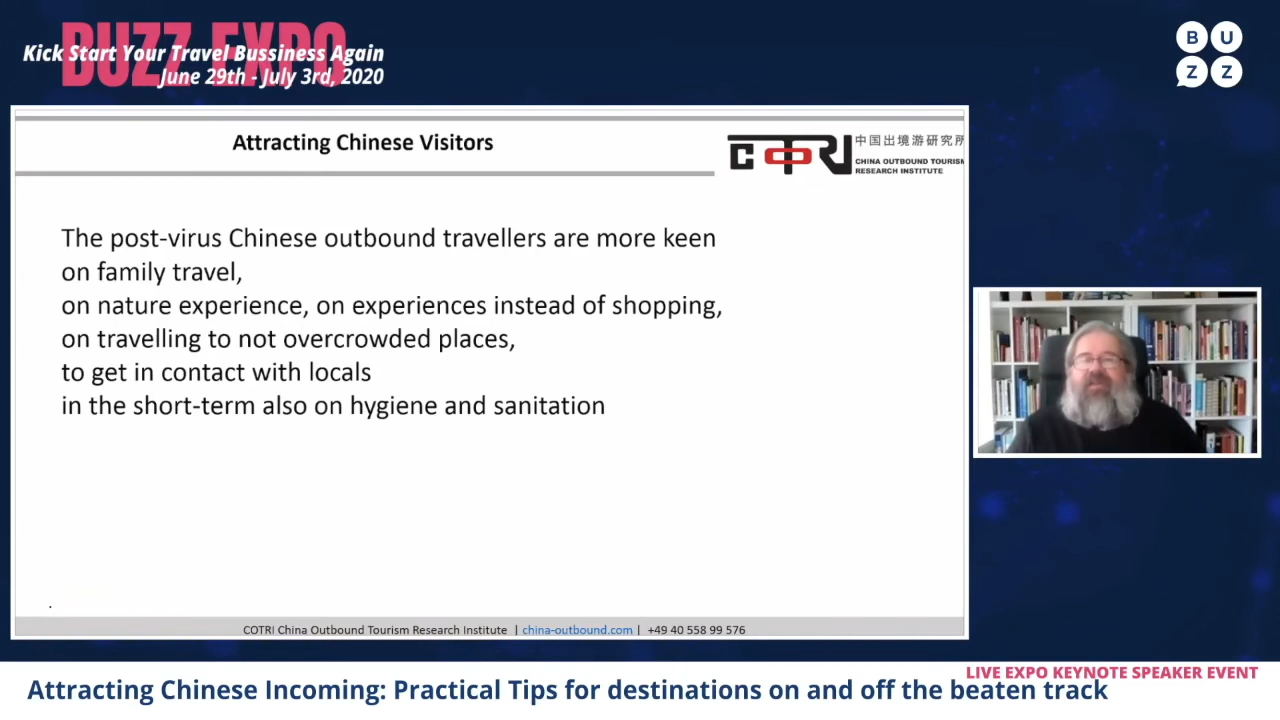 BUZZ EXPO
Kick Start Your Travel Bussiness Again
June 29th - July 3rd, 2020
B U
Z Z
Attracting Chinese Visitors
COTRI
中国出境游研究所
CHINA OUTBOUND TOURISM
RESEARCH INSTITUTE
The post-virus Chinese outbound travellers are more keen
on family travel,
on nature experience, on experiences instead of shopping,
on travelling to not overcrowded places,
to get in contact with locals
in the short-term also on hygiene and sanitation
.
COTRI China Outbound Tourism Research Institute | china-outbound.com | +49 40 558 99 576
LIVE EXPO KEYNOTE SPEAKER EVENT
Attracting Chinese Incoming: Practical Tips for destinations on and off the beaten track